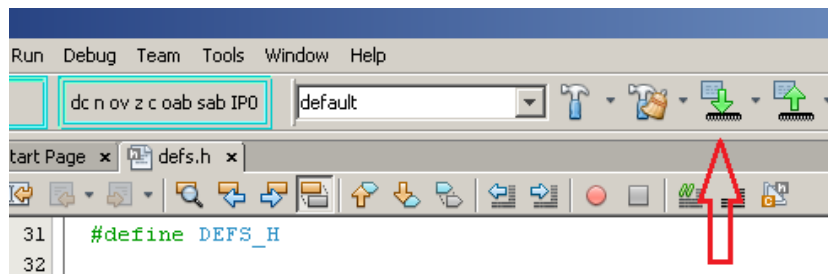 Run Debug Team Tools Window Help
dc n ov z c oab sab IP0 default
tart Page x defs.h x
31 #define DEFS_H
32